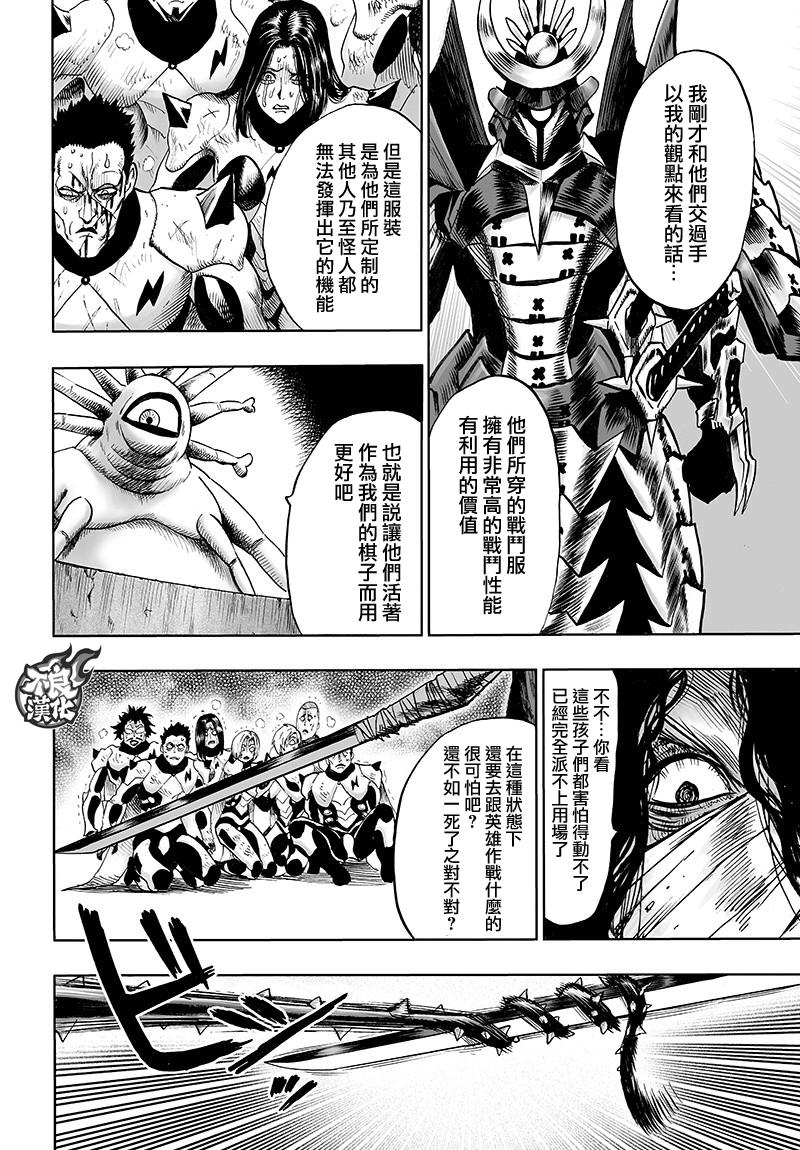 我剛才和他們交過手
以我的觀點來看的話…
他們所穿的戰鬥服
擁有非常高的戰鬥性能
有利用的價值
但是這服裝
是為他們所定制的
其他人乃至怪人都
無法發揮出它的機能
也就是説讓他們活著
作為我們的棋子而用
更好吧
不不…你看
這些孩子們都害怕得動不了
已經完全派不上用場了
在這種狀態下
還要去跟英雄作戰什麼的
很可怕吧？
還不如一死了之對不對？
狼
漢化
ビシッ